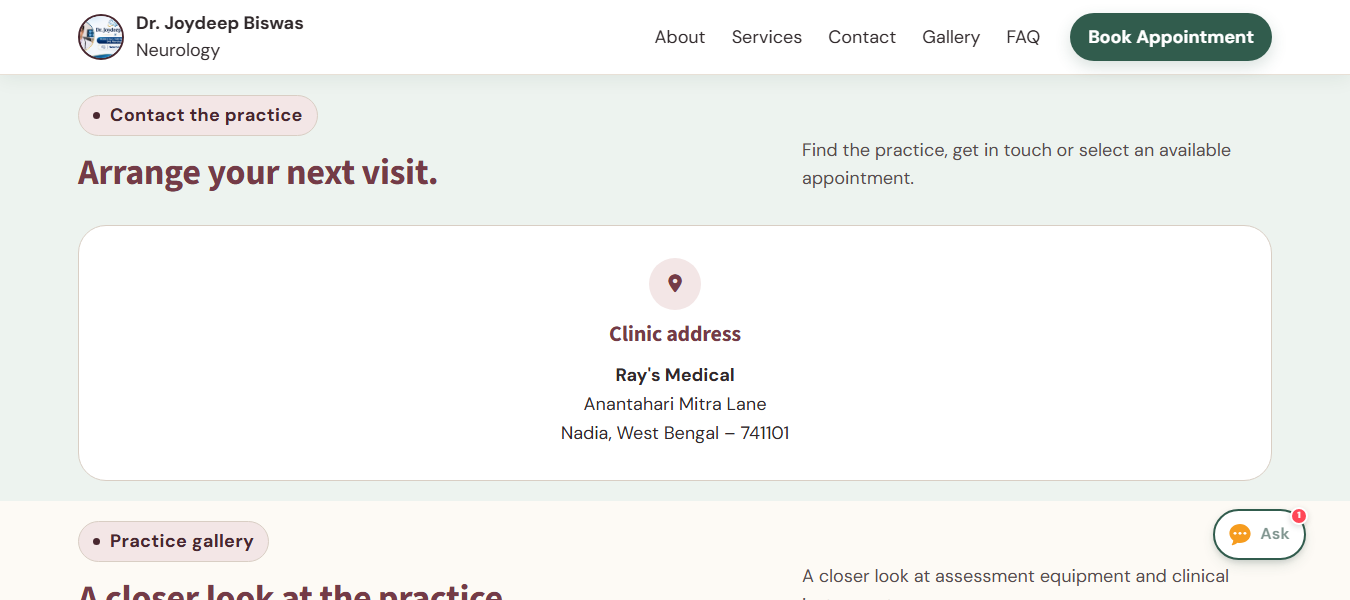 Dr. Joydeep Biswas
Neurology
About
Services
Contact
Gallery
FAQ
Book Appointment
Contact the practice
Arrange your next visit.
Find the practice, get in touch or select an available
appointment.
Clinic address
Ray's Medical
Anantahari Mitra Lane
Nadia, West Bengal – 741101
Practice gallery
A closer look at the practice
A closer look at assessment equipment and clinical
1
Ask